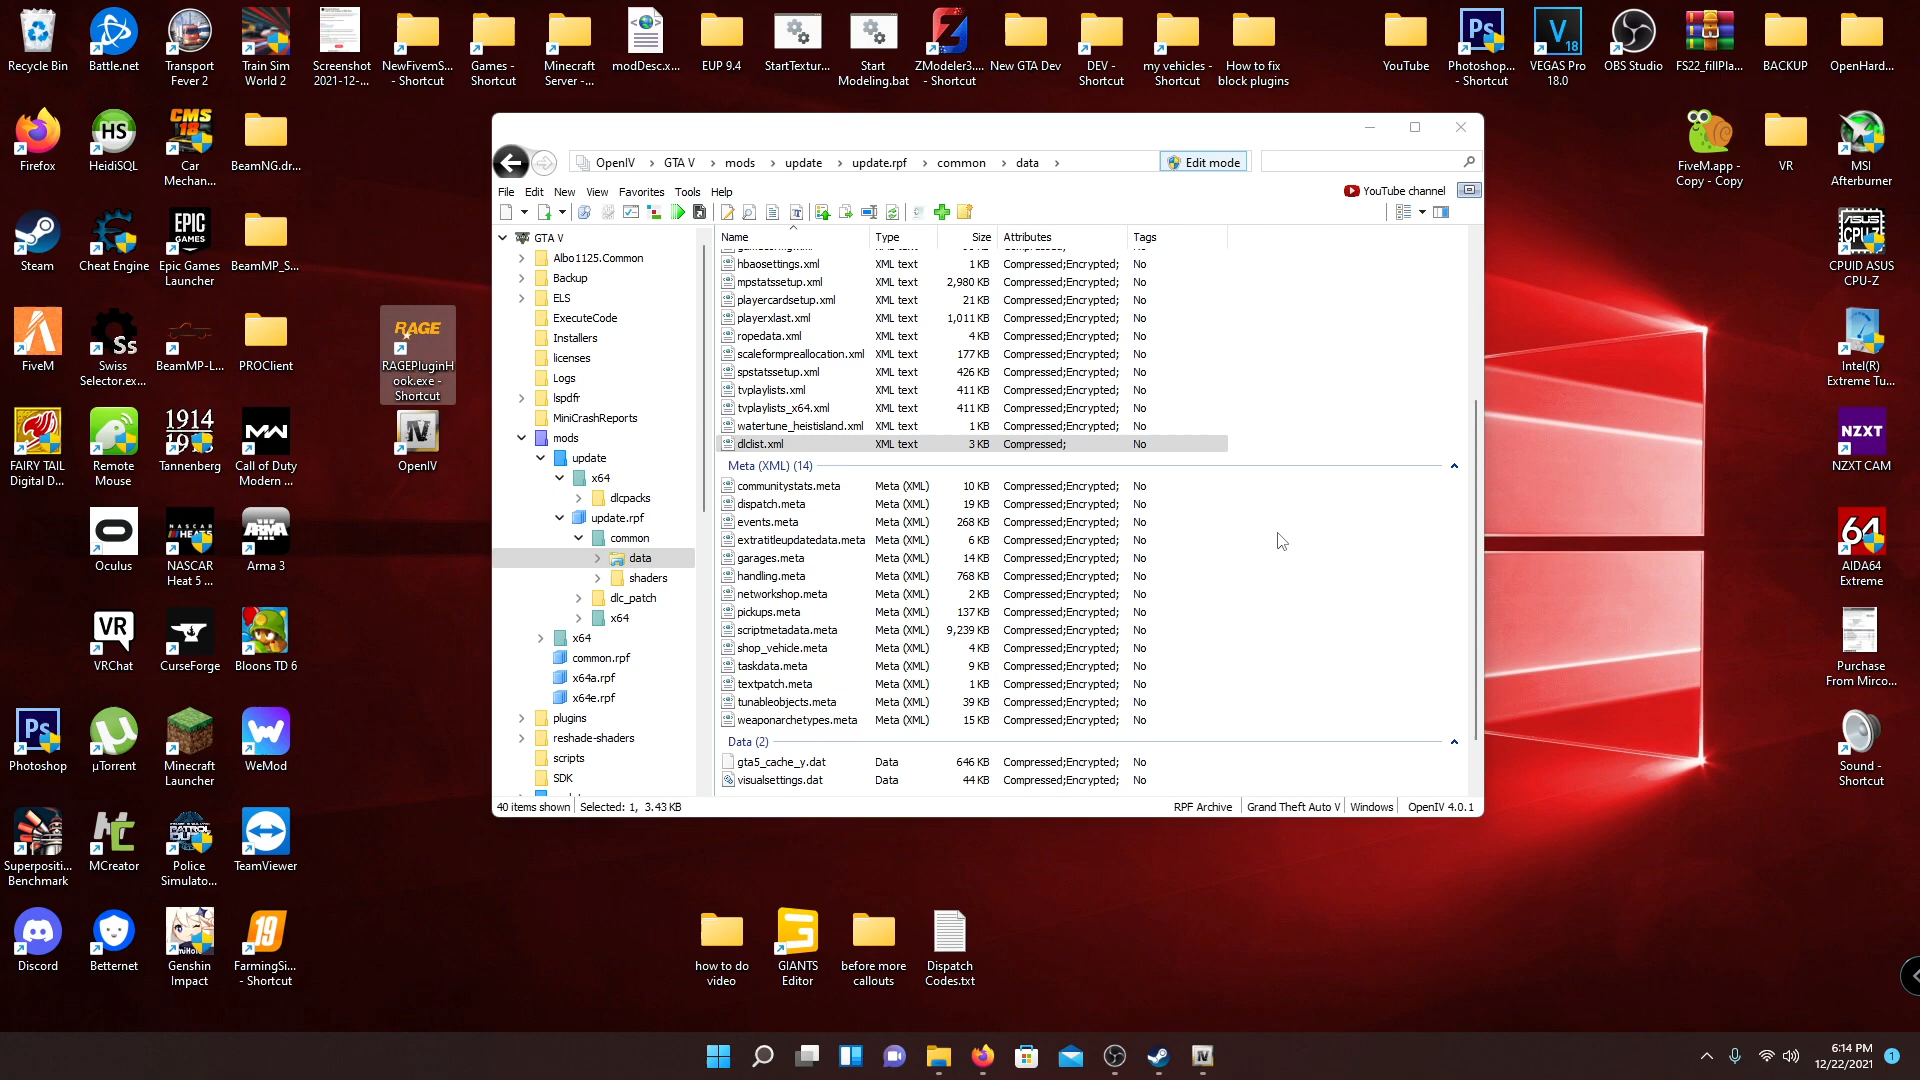 Recycle Bin
Battle.net
Transport Fever 2
Train Sim World 2
Screenshot 2021-12-...
NewFivemS... - Shortcut
Games - Shortcut
Minecraft Server -...
modDesc.x...
EUP 9.4
StartTextur...
Start Modeling.bat
ZModeler3.... - Shortcut
New GTA Dev
DEV - Shortcut
my vehicles - Shortcut
How to fix block plugins
YouTube
Photoshop... - Shortcut
VEGAS Pro 18.0
OBS Studio
FS22_fillPla...
BACKUP
OpenHard...
Firefox
HeidiSQL
Car Mechan...
BeamNG.dr...
FiveM.app - Copy - Copy
VR
MSI Afterburner
Steam
Cheat Engine
Epic Games Launcher
BeamMP_S...
CPUID ASUS CPU-Z
FiveM
Swiss Selector.ex...
BeamMP-L...
PROClient
RAGEPluginHook.exe - Shortcut
Intel(R) Extreme Tu...
FAIRY TAIL Digital D...
Remote Mouse
Tannenberg
Call of Duty Modern ...
OpenIV
NZXT CAM
Oculus
NASCAR Heat 5 ...
Arma 3
AIDA64 Extreme
VRChat
CurseForge
Bloons TD 6
Purchase From Mirco...
Photoshop
µTorrent
Minecraft Launcher
WeMod
Sound - Shortcut
Superpositi... Benchmark
MCreator
Police Simulato...
TeamViewer
Discord
Betternet
Genshin Impact
FarmingSi... - Shortcut
how to do video
GIANTS Editor
before more callouts
Dispatch Codes.txt
OpenIV > GTA V > mods > update > update.rpf > common > data >
Edit mode
File Edit New View Favorites Tools Help
YouTube channel
GTA V
Albo1125.Common
Backup
ELS
ExecuteCode
Installers
licenses
Logs
lspdfr
MiniCrashReports
mods
update
x64
dlcpacks
update.rpf
common
data
shaders
dlc_patch
x64
x64
common.rpf
x64a.rpf
x64e.rpf
plugins
reshade-shaders
scripts
SDK
Name Type Size Attributes Tags
hbaosettings.xml XML text 1 KB Compressed;Encrypted; No
mpstatssetup.xml XML text 2,980 KB Compressed;Encrypted; No
playercardsetup.xml XML text 21 KB Compressed;Encrypted; No
playerxlast.xml XML text 1,011 KB Compressed;Encrypted; No
ropedata.xml XML text 4 KB Compressed;Encrypted; No
scaleformpreallocation.xml XML text 177 KB Compressed;Encrypted; No
spstatssetup.xml XML text 426 KB Compressed;Encrypted; No
tvplaylists.xml XML text 411 KB Compressed;Encrypted; No
tvplaylists_x64.xml XML text 411 KB Compressed;Encrypted; No
watertune_heistisland.xml XML text 1 KB Compressed;Encrypted; No
dlclist.xml XML text 3 KB Compressed; No
Meta (XML) (14)
communitystats.meta Meta (XML) 10 KB Compressed;Encrypted; No
dispatch.meta Meta (XML) 19 KB Compressed;Encrypted; No
events.meta Meta (XML) 268 KB Compressed;Encrypted; No
extratitleupdatedata.meta Meta (XML) 6 KB Compressed;Encrypted; No
garages.meta Meta (XML) 14 KB Compressed;Encrypted; No
handling.meta Meta (XML) 768 KB Compressed;Encrypted; No
networkshop.meta Meta (XML) 2 KB Compressed;Encrypted; No
pickups.meta Meta (XML) 137 KB Compressed;Encrypted; No
scriptmetadata.meta Meta (XML) 9,239 KB Compressed;Encrypted; No
shop_vehicle.meta Meta (XML) 4 KB Compressed;Encrypted; No
taskdata.meta Meta (XML) 9 KB Compressed;Encrypted; No
textpatch.meta Meta (XML) 1 KB Compressed;Encrypted; No
tunableobjects.meta Meta (XML) 39 KB Compressed;Encrypted; No
weaponarchetypes.meta Meta (XML) 15 KB Compressed;Encrypted; No
Data (2)
gta5_cache_y.dat Data 646 KB Compressed;Encrypted; No
visualsettings.dat Data 44 KB Compressed;Encrypted; No
40 items shown Selected: 1, 3.43 KB
RPF Archive Grand Theft Auto V Windows OpenIV 4.0.1
6:14 PM
12/22/2021
1